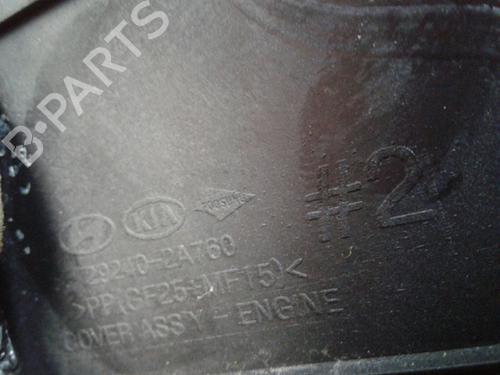 B-PARTS
KIA
#2
29240-2A760
>PP(GF25+MF15)<
COVER ASS'Y - ENGINE